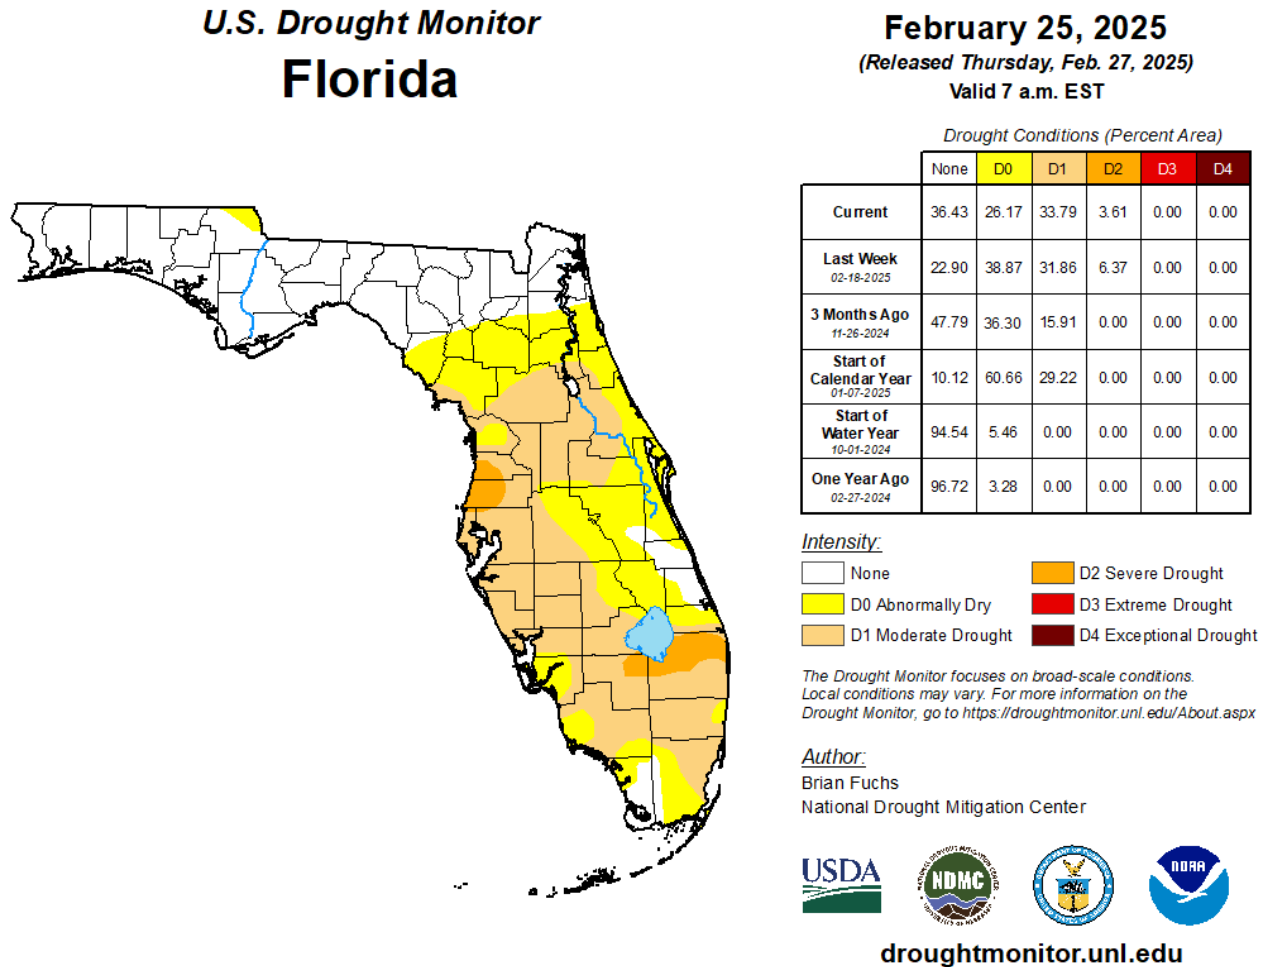 U.S. Drought Monitor
Florida
February 25, 2025
(Released Thursday, Feb. 27, 2025)
Valid 7 a.m. EST
Drought Conditions (Percent Area)
None D0 D1 D2 D3 D4
Current 36.43 26.17 33.79 3.61 0.00 0.00
Last Week 22.90 38.87 31.86 6.37 0.00 0.00
02-18-2025
3 Months Ago 47.79 36.30 15.91 0.00 0.00 0.00
11-26-2024
Start of
Calendar Year 10.12 60.66 29.22 0.00 0.00 0.00
01-07-2025
Start of
Water Year 94.54 5.46 0.00 0.00 0.00 0.00
10-01-2024
One Year Ago 96.72 3.28 0.00 0.00 0.00 0.00
02-27-2024
Intensity:
None
D0 Abnormally Dry
D1 Moderate Drought
D2 Severe Drought
D3 Extreme Drought
D4 Exceptional Drought
The Drought Monitor focuses on broad-scale conditions.
Local conditions may vary. For more information on the
Drought Monitor, go to https://droughtmonitor.unl.edu/About.aspx
Author:
Brian Fuchs
National Drought Mitigation Center
USDA
NDMC
NOAA
droughtmonitor.unl.edu